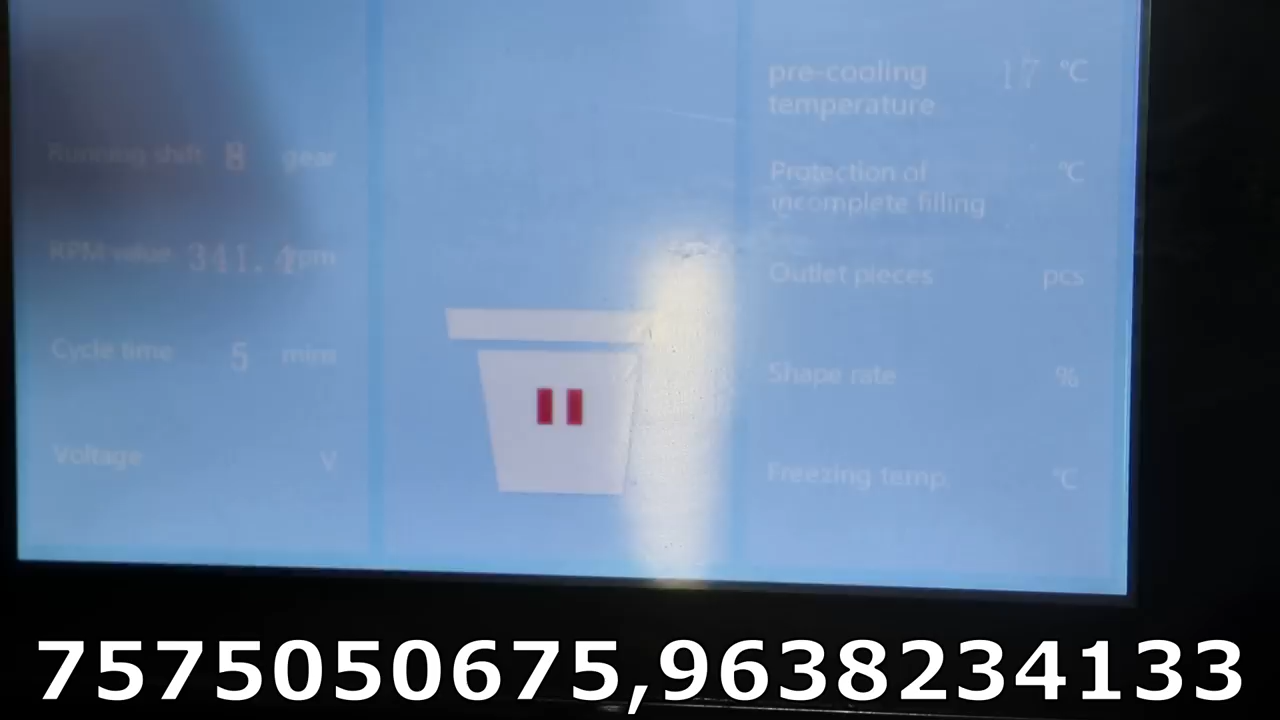 Running shift 8 gear
RPM value 341.4 rpm
Cycle time 5 mins
Voltage V
pre-cooling 17 °C
temperature
Protection of °C
incomplete filling
Outlet pieces pcs
Shape rate %
Freezing temp °C
7575050675,9638234133